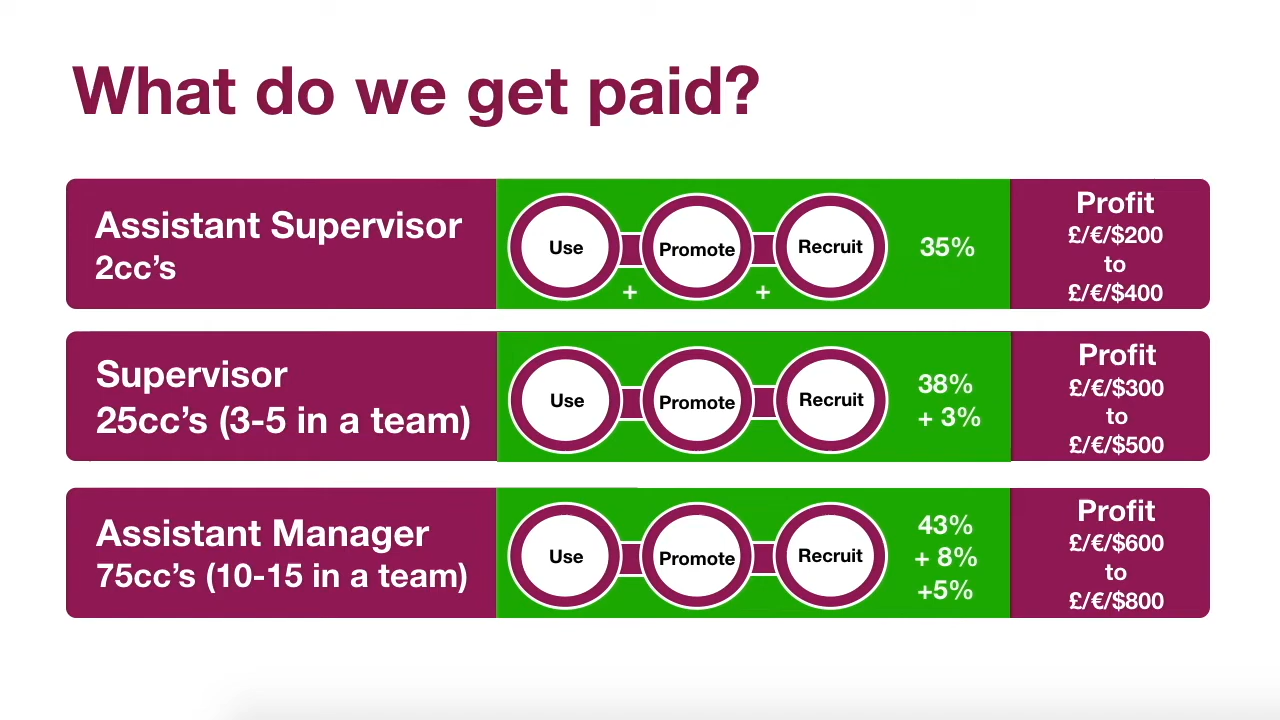 What do we get paid?
Assistant Supervisor
2cc’s
Use
Promote
Recruit
+
+
35%
Profit
£/€/$200
to
£/€/$400
Supervisor
25cc’s (3-5 in a team)
Use
Promote
Recruit
38%
+ 3%
Profit
£/€/$300
to
£/€/$500
Assistant Manager
75cc’s (10-15 in a team)
Use
Promote
Recruit
43%
+ 8%
+5%
Profit
£/€/$600
to
£/€/$800